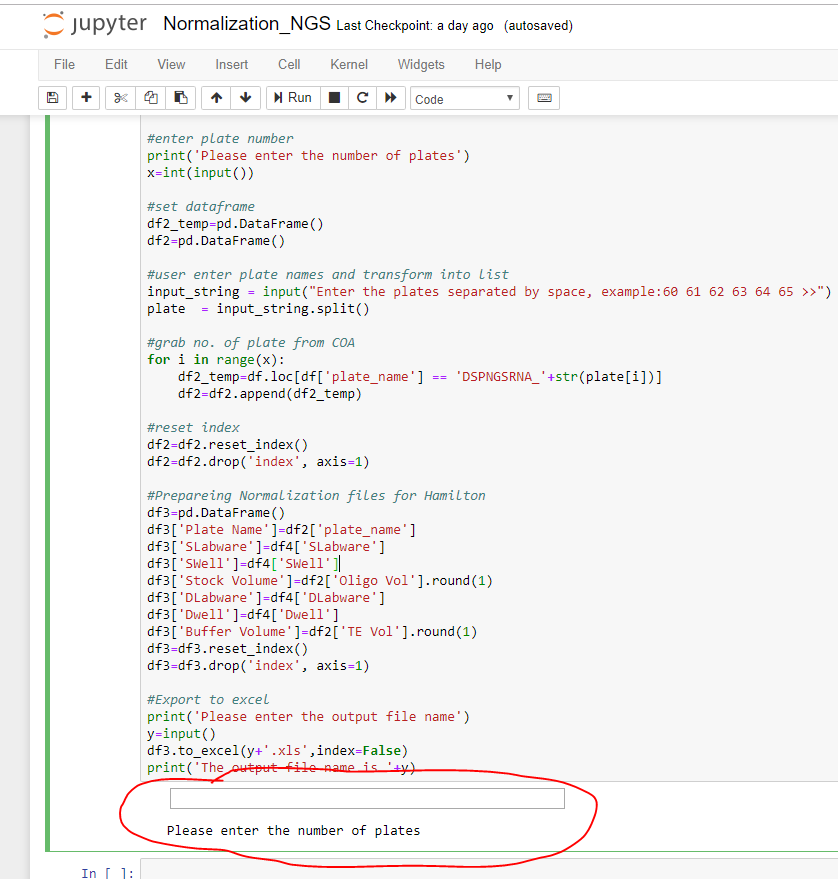 jupyter Normalization_NGS Last Checkpoint: a day ago (autosaved)
File Edit View Insert Cell Kernel Widgets Help
Run Code
#enter plate number
print('Please enter the number of plates')
x=int(input())
#set dataframe
df2_temp=pd.DataFrame()
df2=pd.DataFrame()
#user enter plate names and transform into list
input_string = input("Enter the plates separated by space, example:60 61 62 63 64 65 >>")
plate  = input_string.split()
#grab no. of plate from COA
for i in range(x):
    df2_temp=df.loc[df['plate_name'] == 'DSPNGSRNA_'+str(plate[i])]
    df2=df2.append(df2_temp)
#reset index
df2=df2.reset_index()
df2=df2.drop('index', axis=1)
#Prepareing Normalization files for Hamilton
df3=pd.DataFrame()
df3['Plate Name']=df2['plate_name']
df3['SLabware']=df4['SLabware']
df3['SWell']=df4['SWell']
df3['Stock Volume']=df2['Oligo Vol'].round(1)
df3['DLabware']=df4['DLabware']
df3['Dwell']=df4['Dwell']
df3['Buffer Volume']=df2['TE Vol'].round(1)
df3=df3.reset_index()
df3=df3.drop('index', axis=1)
#Export to excel
print('Please enter the output file name')
y=input()
df3.to_excel(y+'.xls',index=False)
print('The output file name is '+y)
Please enter the number of plates
In [ ]: